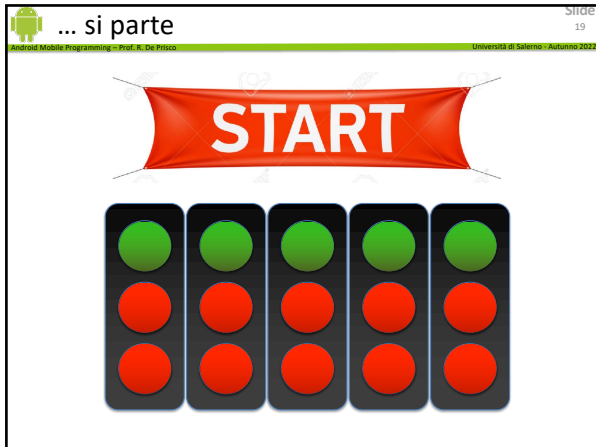 ... si parte
Slide
19
Android Mobile Programming – Prof. R. De Prisco
Università di Salerno - Autunno 2022
START